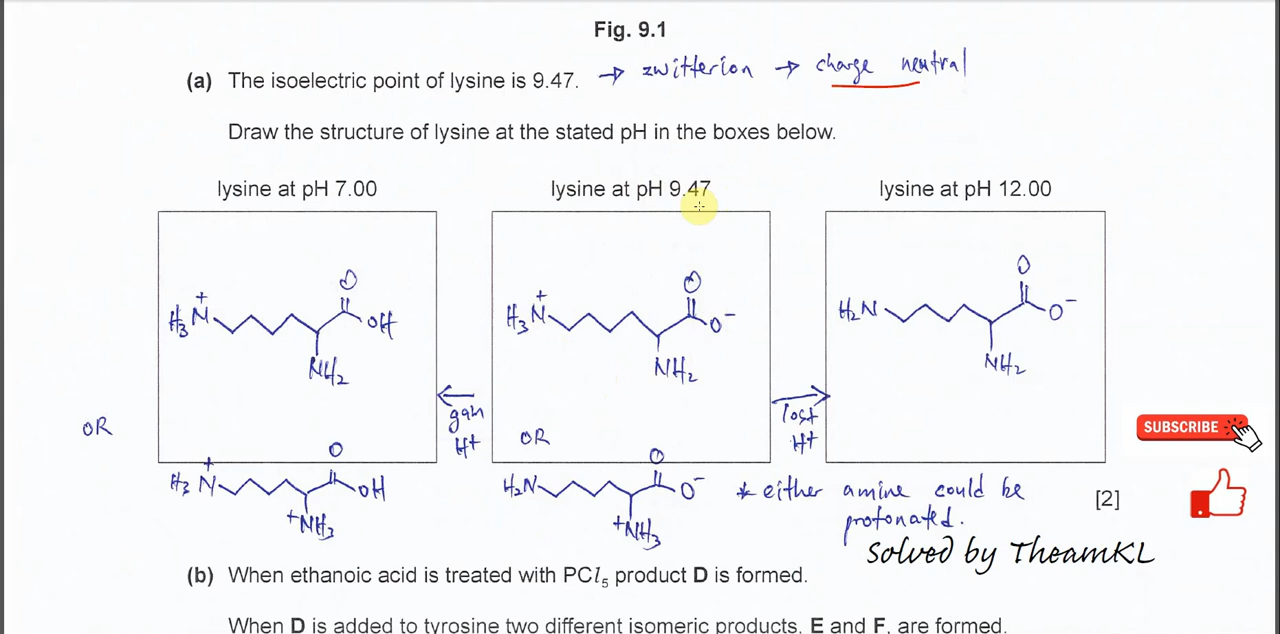 Fig. 9.1
(a) The isoelectric point of lysine is 9.47. → zwitterion → charge neutral
Draw the structure of lysine at the stated pH in the boxes below.
lysine at pH 7.00
lysine at pH 9.47
lysine at pH 12.00
O
H₃N⁺
OH
NH₂
O
H₃N⁺
O⁻
NH₂
O
H₂N
O⁻
NH₂
← gain H+
→ lost H+
OR
OR
O
H₃N⁺
OH
⁺NH₃
O
H₂N
O⁻
⁺NH₃
* either amine could be
protonated.
[2]
SUBSCRIBE
Solved by TheamKL
(b) When ethanoic acid is treated with PCl₅ product D is formed.
When D is added to tyrosine two different isomeric products, E and F, are formed.